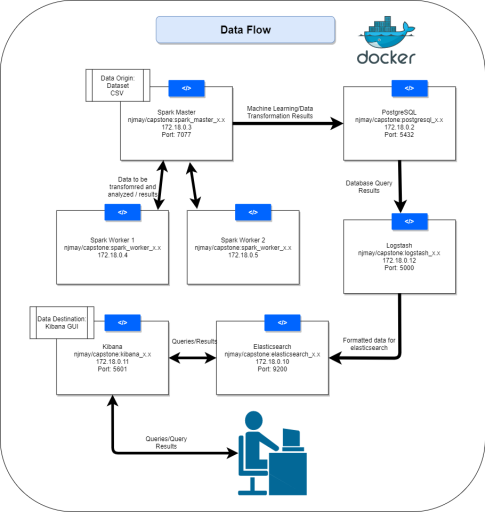 Data Flow
docker
Data Origin:
Dataset
CSV
</>
Spark Master
njmay/capstone:spark_master_x.x
172.18.0.3
Port: 7077
Machine Learning/Data
Transformation Results
</>
PostgreSQL
njmay/capstone:postgresql_x.x
172.18.0.2
Port: 5432
Data to be
transfomred and
analyzed / results
Database Query
Results
</>
Spark Worker 1
njmay/capstone:spark_worker_x.x
172.18.0.4
</>
Spark Worker 2
njmay/capstone:spark_worker_x.x
172.18.0.5
</>
Logstash
njmay/capstone:logstash_x.x
172.18.0.12
Port: 5000
Data Destination:
Kibana GUI
</>
Kibana
njmay/capstone:kibana_x.x
172.18.0.11
Port: 5601
Queries/Results
</>
Elasticsearch
njmay/capstone:elasticsearch_x.x
172.18.0.10
Port: 9200
Formatted data for
elasticsearch
Queries/Query
Results